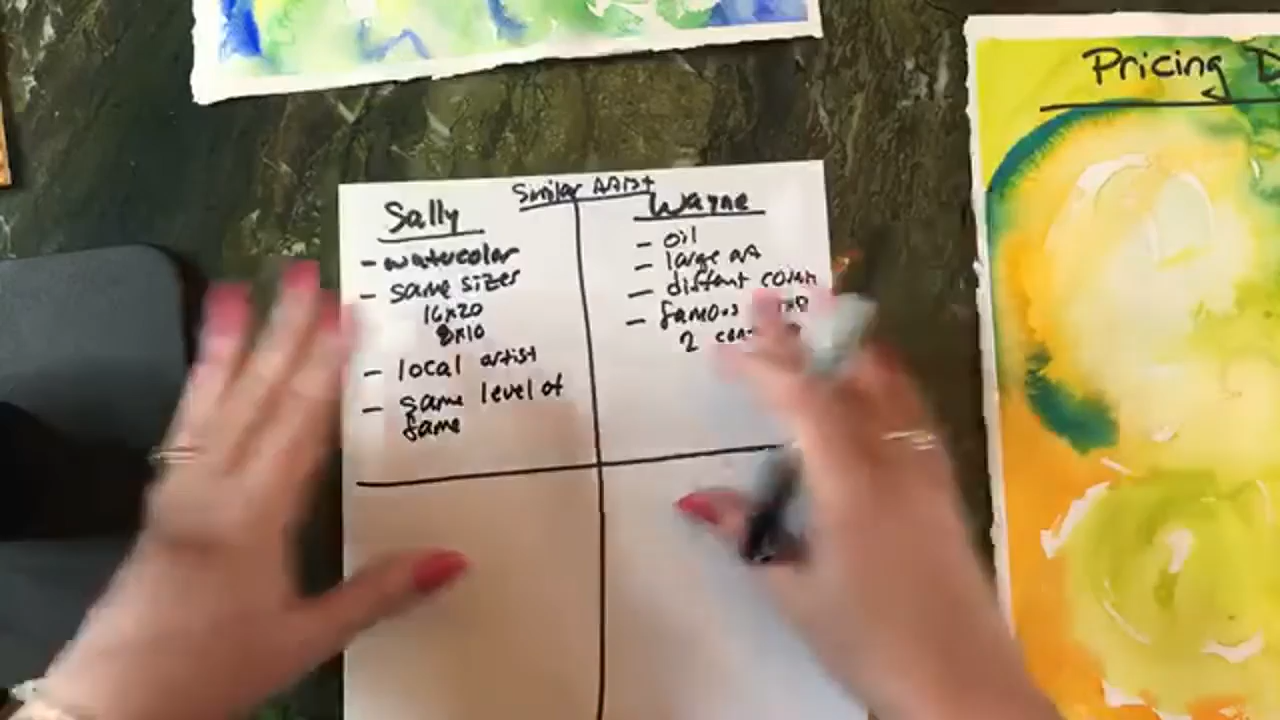 Pricing D
Similar Artist
Sally
- watercolor
- same sizes
16x20
8x10
- local artist
- same level of
fame
Wayne
- oil
- large art
- different
- famous
2